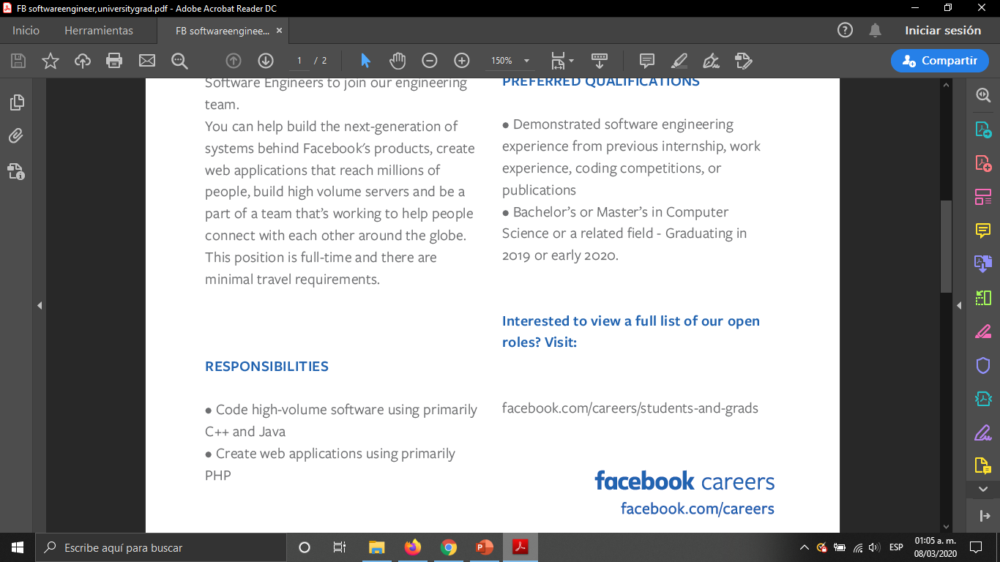 FB softwareengineer,universitygrad.pdf - Adobe Acrobat Reader DC
Inicio
Herramientas
FB softwareenginee...
Iniciar sesión
1 / 2
150%
Compartir
Software Engineers to join our engineering
team.
You can help build the next-generation of
systems behind Facebook's products, create
web applications that reach millions of
people, build high volume servers and be a
part of a team that's working to help people
connect with each other around the globe.
This position is full-time and there are
minimal travel requirements.
RESPONSIBILITIES
● Code high-volume software using primarily
C++ and Java
● Create web applications using primarily
PHP
PREFERRED QUALIFICATIONS
● Demonstrated software engineering
experience from previous internship, work
experience, coding competitions, or
publications
● Bachelor's or Master's in Computer
Science or a related field - Graduating in
2019 or early 2020.
Interested to view a full list of our open
roles? Visit:
facebook.com/careers/students-and-grads
facebook careers
facebook.com/careers
Escribe aquí para buscar
ESP
01:05 a. m.
08/03/2020